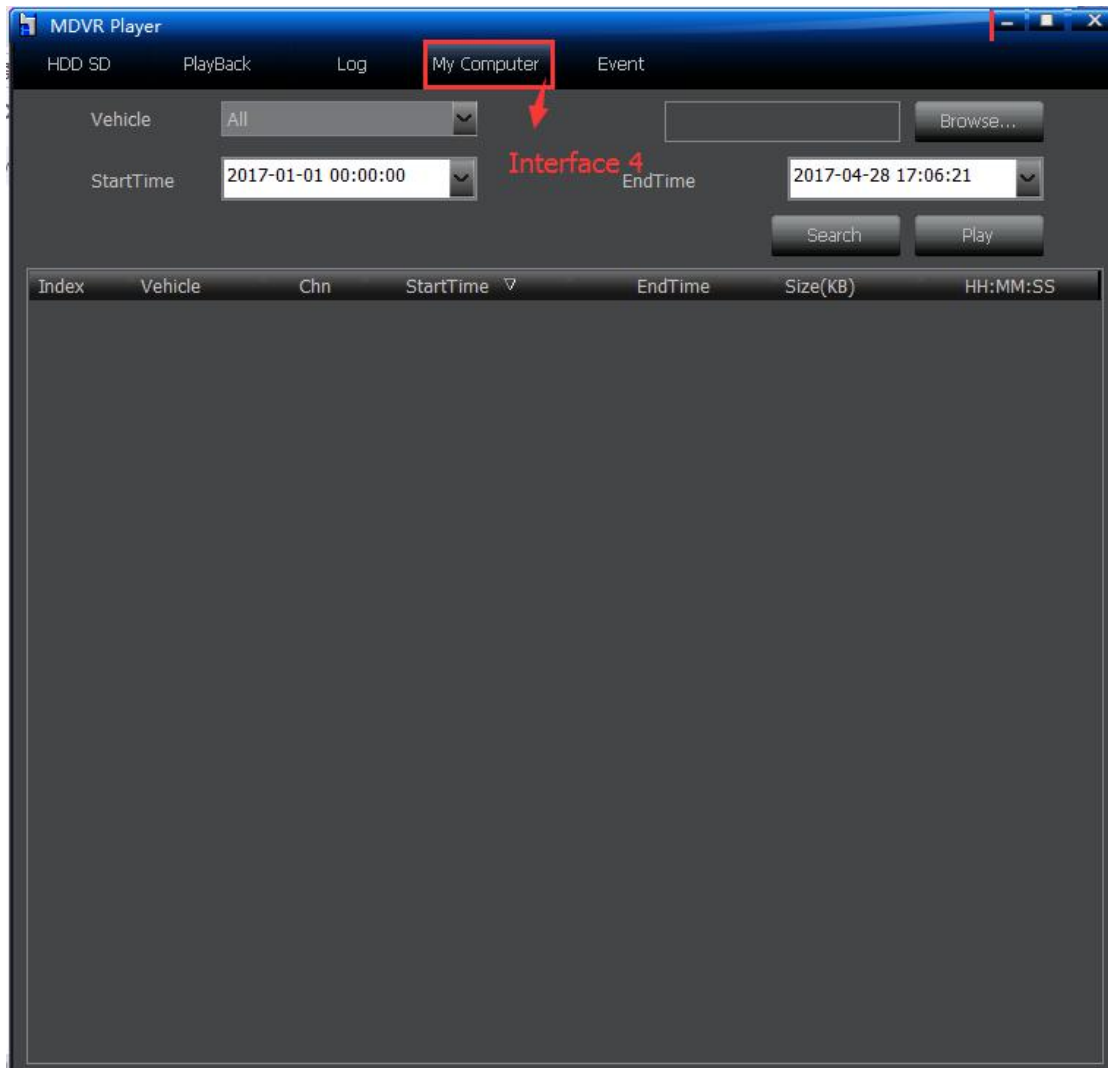 MDVR Player
HDD SD PlayBack Log My Computer Event
Vehicle All Browse...
Interface 4
StartTime 2017-01-01 00:00:00 EndTime 2017-04-28 17:06:21
Search Play
Index Vehicle Chn StartTime EndTime Size(KB) HH:MM:SS